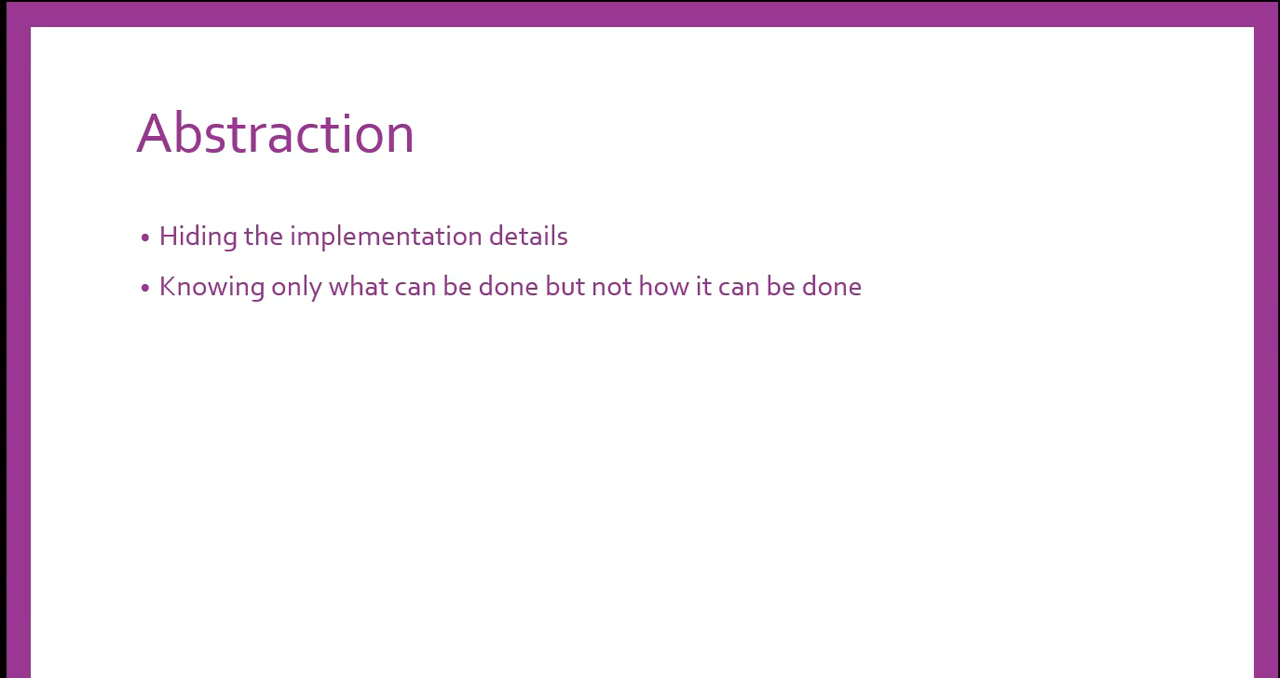 Abstraction
• Hiding the implementation details
• Knowing only what can be done but not how it can be done